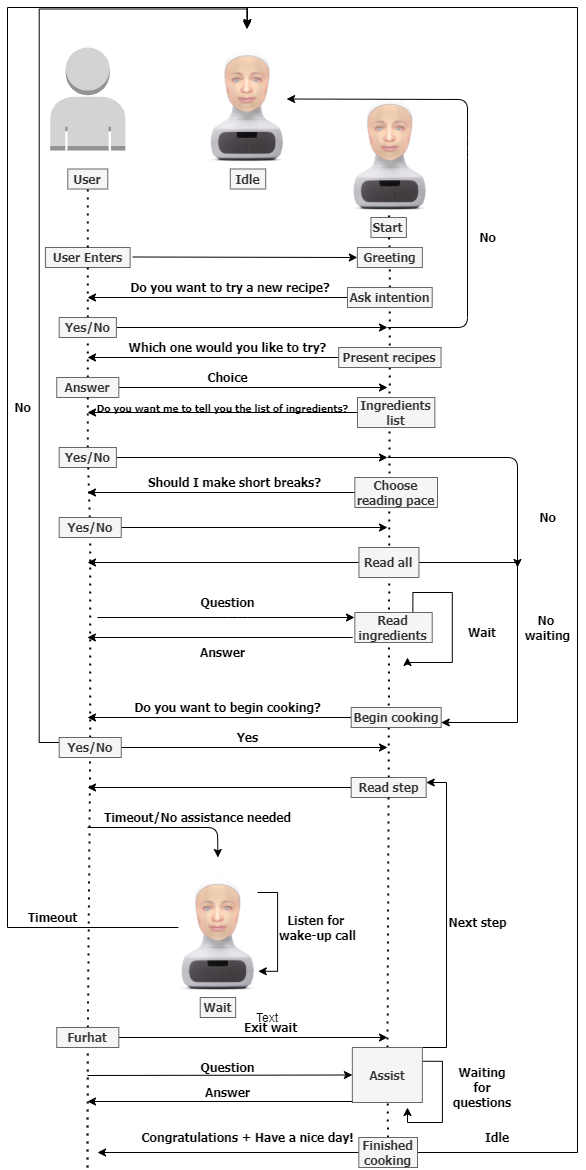 User
Idle
Start
No
User Enters
Greeting
Do you want to try a new recipe?
Ask intention
Yes/No
Which one would you like to try?
Present recipes
Answer
Choice
No
Do you want me to tell you the list of ingredients?
Ingredients
list
Yes/No
Should I make short breaks?
Choose
reading pace
No
Yes/No
Read all
Question
Read
ingredients
Wait
No
waiting
Answer
Do you want to begin cooking?
Begin cooking
Yes/No
Yes
Read step
Timeout/No assistance needed
Timeout
Listen for
wake-up call
Next step
Wait
Text
Exit wait
Furhat
Question
Assist
Waiting
for
questions
Answer
Congratulations + Have a nice day!
Finished
cooking
Idle